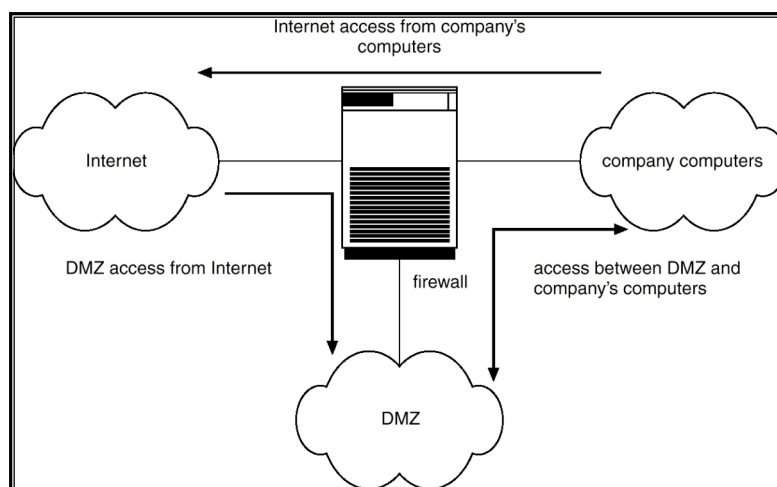 Internet access from company's
computers
Internet
company computers
DMZ access from Internet
firewall
access between DMZ and
company's computers
DMZ